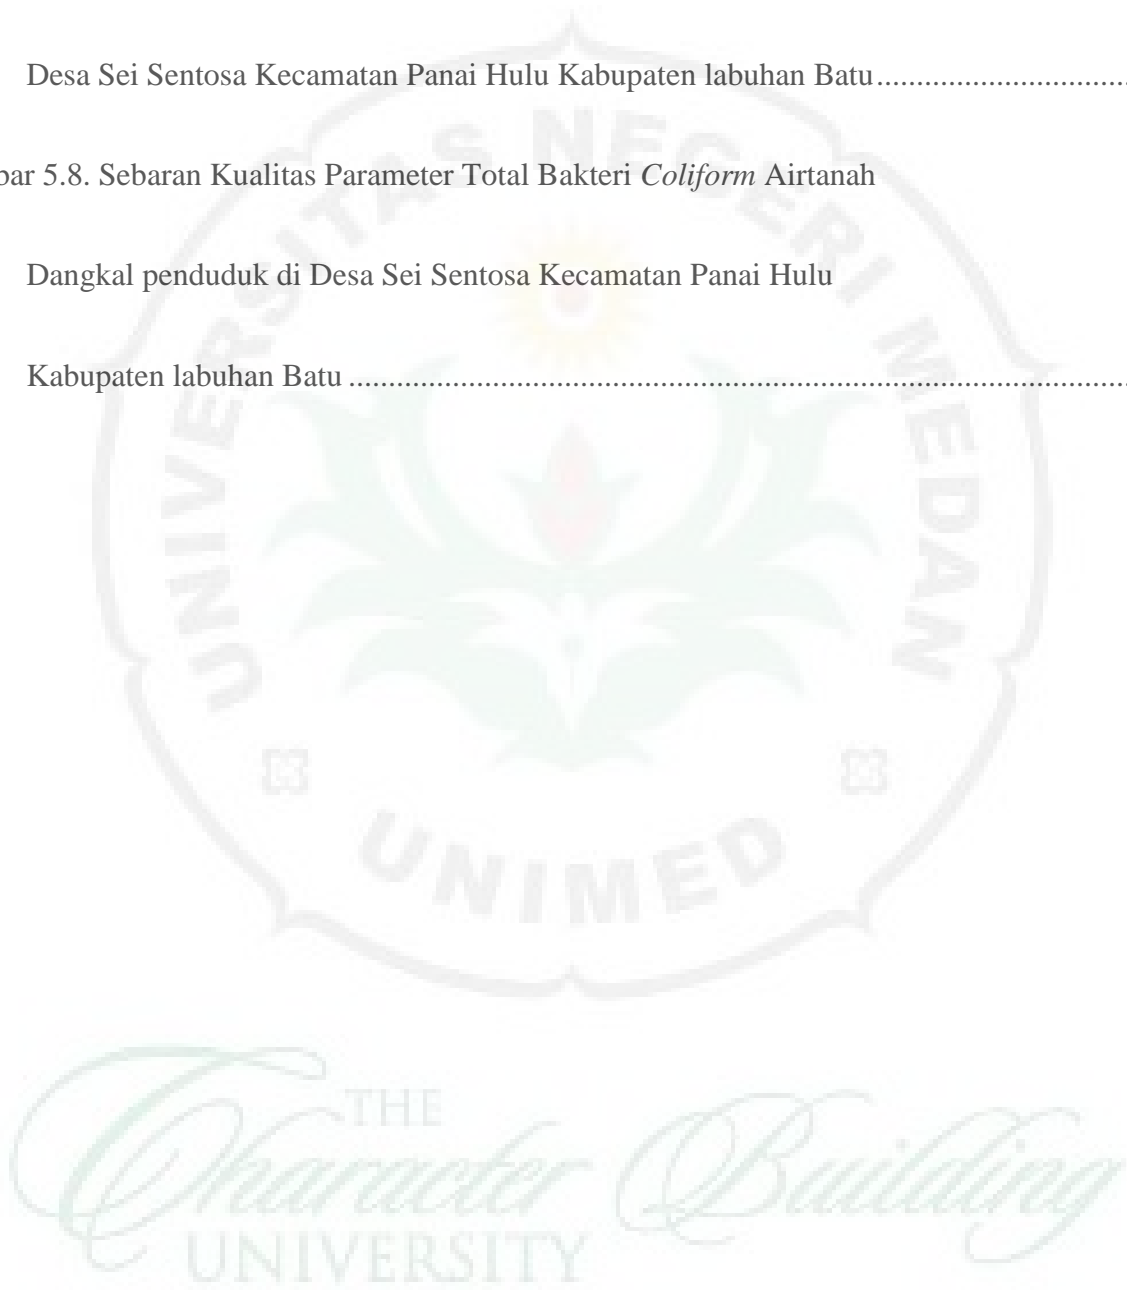 Desa Sei Sentosa Kecamatan Panai Hulu Kabupaten labuhan Batu...............................
bar 5.8. Sebaran Kualitas Parameter Total Bakteri Coliform Airtanah
Dangkal penduduk di Desa Sei Sentosa Kecamatan Panai Hulu
Kabupaten labuhan Batu ....................................................................................................
UNIVERSITAS NEGERI MEDAN
UNIMED
THE
Character Building
UNIVERSITY